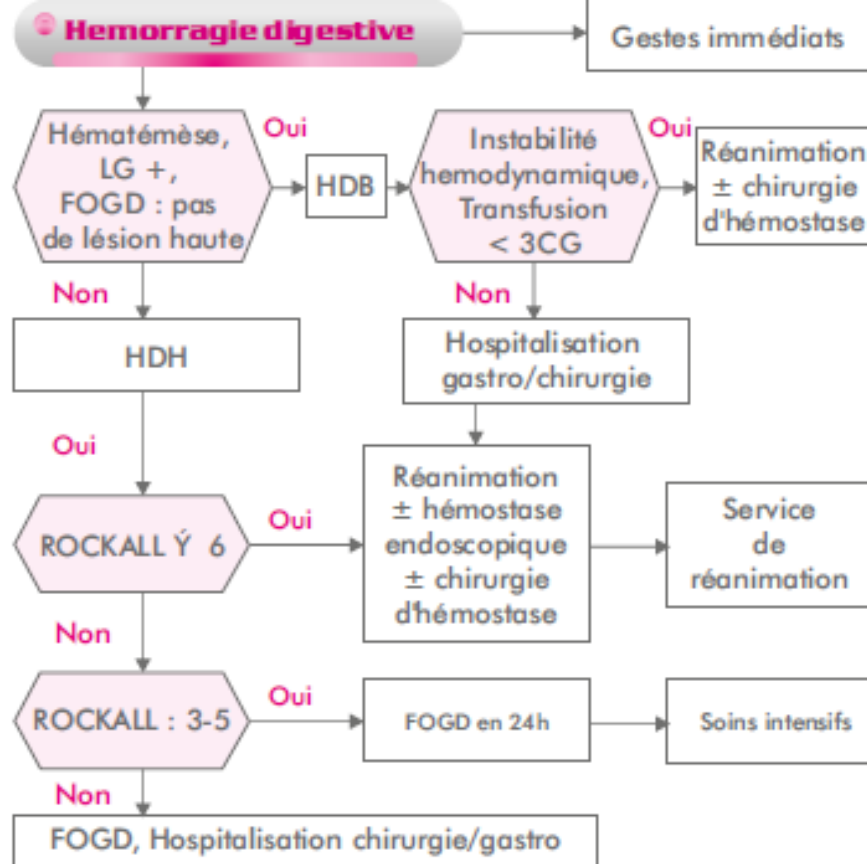 Hemorragie digestive
Gestes immédiats
Hématémèse,
LG +,
FOGD : pas
de lésion haute
Oui
HDB
Instabilité
hemodynamique,
Transfusion
< 3CG
Oui
Réanimation
± chirurgie
d'hémostase
Non
Non
HDH
Hospitalisation
gastro/chirurgie
Oui
ROCKALL Ý 6
Oui
Réanimation
± hémostase
endoscopique
± chirurgie
d'hémostase
Service
de
réanimation
Non
ROCKALL : 3-5
Oui
FOGD en 24h
Soins intensifs
Non
FOGD, Hospitalisation chirurgie/gastro